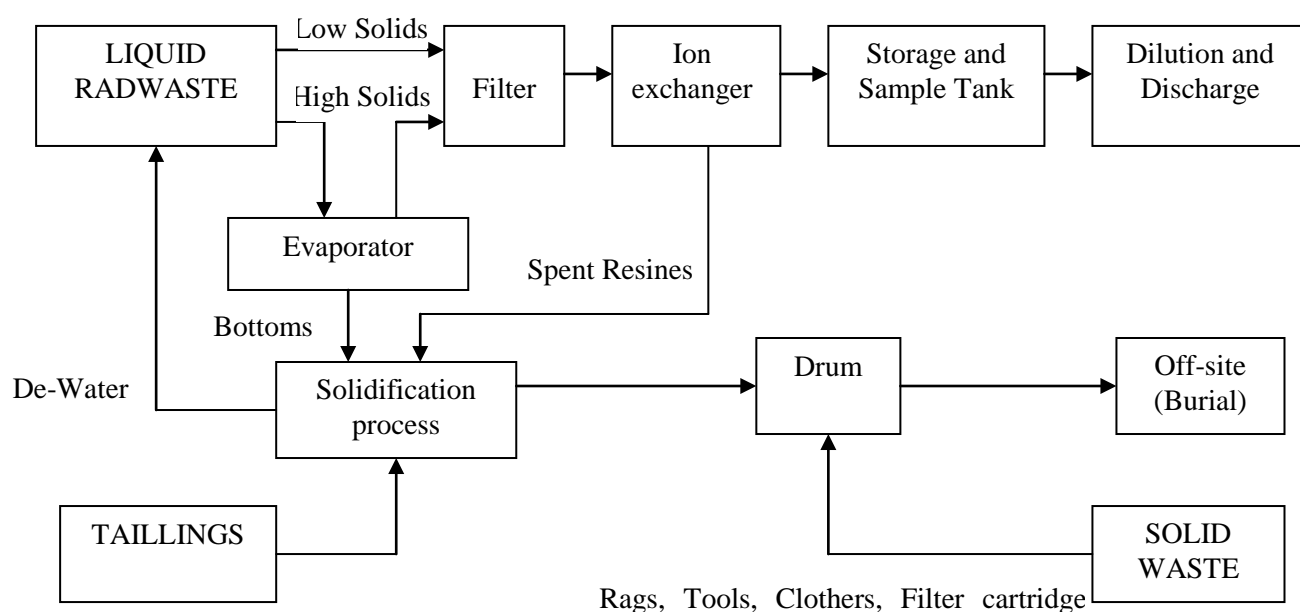 LIQUID
RADWASTE
Low Solids
High Solids
Filter
Ion
exchanger
Storage and
Sample Tank
Dilution and
Discharge
Evaporator
Spent Resines
Bottoms
De-Water
Solidification
process
Drum
Off-site
(Burial)
TAILLINGS
SOLID
WASTE
Rags, Tools, Clothers, Filter cartridge